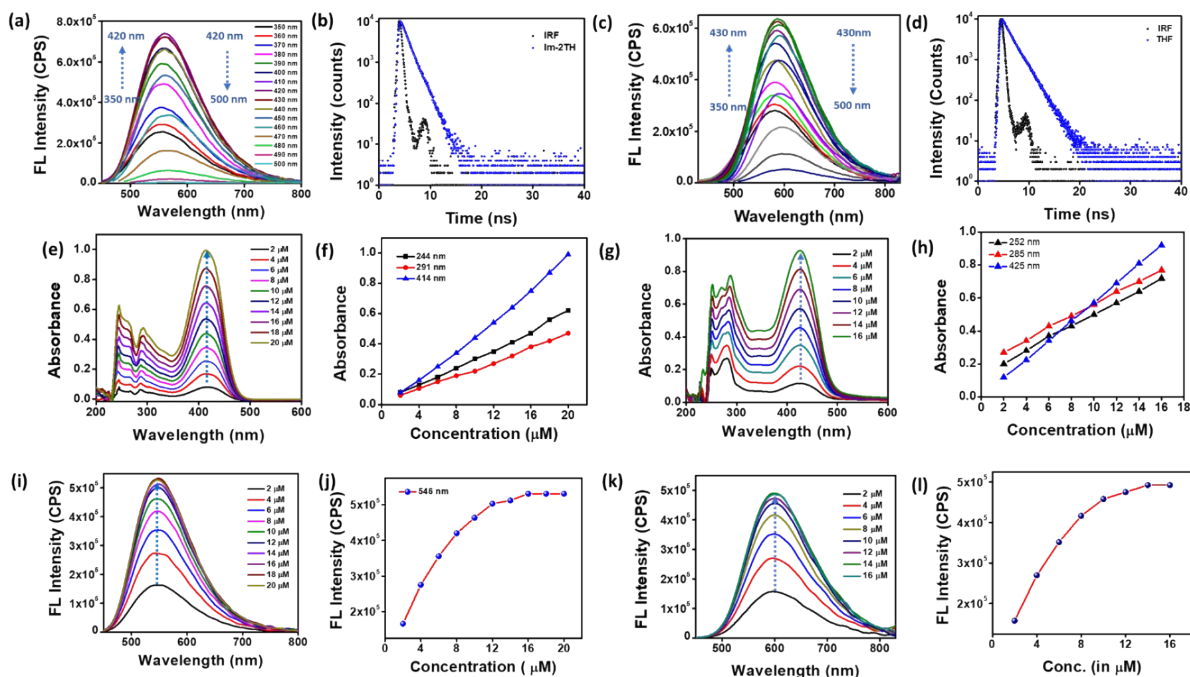 (a)
FL Intensity (CPS)
8.0x10⁵
6.0x10⁵
4.0x10⁵
2.0x10⁵
0.0
420 nm
350 nm
420 nm
500 nm
350 nm
360 nm
370 nm
380 nm
390 nm
400 nm
410 nm
420 nm
430 nm
440 nm
450 nm
460 nm
470 nm
480 nm
490 nm
500 nm
500 600 700 800
Wavelength (nm)
(b)
Intensity (counts)
10⁴
10³
10²
10¹
10⁰
IRF
Im-2TH
0 10 20 30 40
Time (ns)
(c)
FL Intensity (CPS)
6.0x10⁵
4.0x10⁵
2.0x10⁵
0.0
430 nm
350 nm
430nm
500 nm
500 600 700 800
Wavelength (nm)
(d)
Intensity (Counts)
10⁴
10³
10²
10¹
10⁰
IRF
THF
0 10 20 30 40
Time (ns)
(e)
Absorbance
1.0
0.8
0.6
0.4
0.2
0.0
2 µM
4 µM
6 µM
8 µM
10 µM
12 µM
14 µM
16 µM
18 µM
20 µM
200 300 400 500 600
Wavelength (nm)
(f)
Absorbance
1.0
0.8
0.6
0.4
0.2
0.0
244 nm
291 nm
414 nm
0 4 8 12 16 20
Concentration (µM)
(g)
Absorbance
1.0
0.8
0.6
0.4
0.2
0.0
2 µM
4 µM
6 µM
8 µM
10 µM
12 µM
14 µM
16 µM
200 300 400 500 600
Wavelength (nm)
(h)
Absorbance
1.0
0.8
0.6
0.4
0.2
0.0
252 nm
285 nm
425 nm
0 2 4 6 8 10 12 14 16 18
Concentration (µM)
(i)
FL Intensity (CPS)
5x10⁵
4x10⁵
3x10⁵
2x10⁵
1x10⁵
0
2 µM
4 µM
6 µM
8 µM
10 µM
12 µM
14 µM
16 µM
18 µM
20 µM
500 600 700 800
Wavelength (nm)
(j)
FL Intensity (CPS)
5x10⁵
4x10⁵
3x10⁵
2x10⁵
546 nm
0 4 8 12 16 20
Concentration ( µM)
(k)
FL Intensity (CPS)
5x10⁵
4x10⁵
3x10⁵
2x10⁵
1x10⁵
0
2 µM
4 µM
6 µM
8 µM
10 µM
12 µM
14 µM
16 µM
500 600 700 800
Wavelength (nm)
(l)
FL Intensity (CPS)
5x10⁵
4x10⁵
3x10⁵
2x10⁵
0 4 8 12 16
Conc. (in µM)